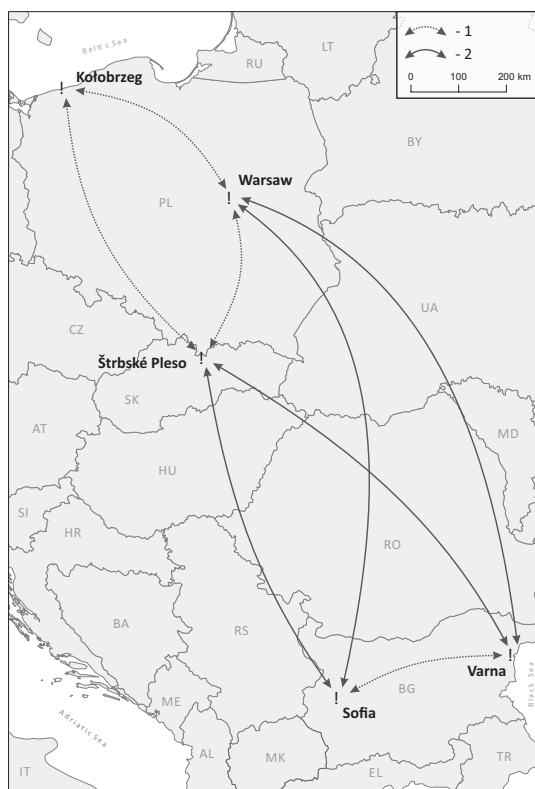 Baltic Sea
LT
- 1
- 2
0 100 200 km
RU
Kołobrzeg
BY
Warsaw
PL
UA
CZ
Štrbské Pleso
SK
AT
MD
HU
SI
HR
RO
BA
RS
Varna
ME
BG
Sofia
Black Sea
Adriatic Sea
AL
MK
TR
EL
IT